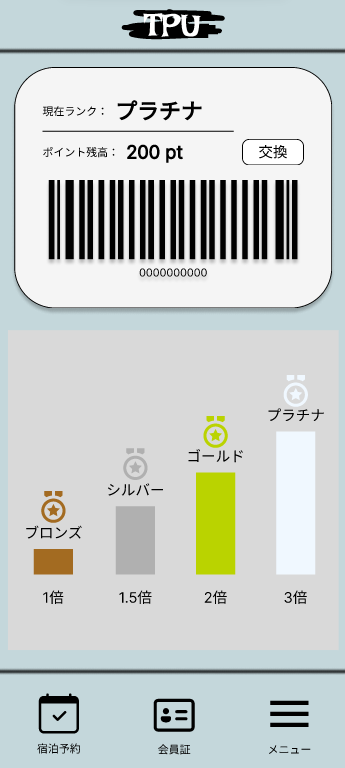 TPU
現在ランク： プラチナ
ポイント残高： 200 pt 交換
0000000000
プラチナ
ゴールド
シルバー
ブロンズ
1倍 1.5倍 2倍 3倍
宿泊予約 会員証 メニュー